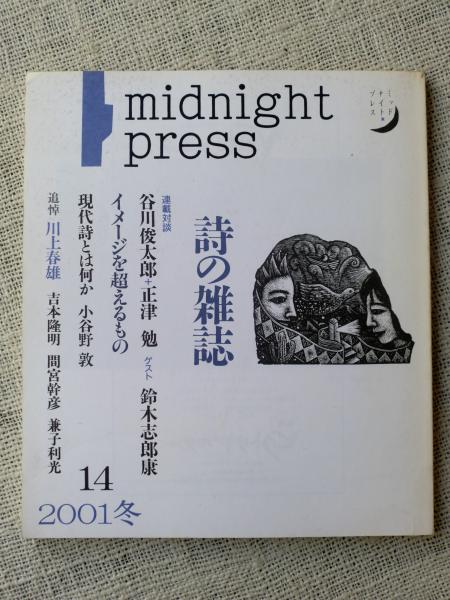 midnight
press
ミッド
ナイト・
プレス
詩の雑誌
連載対談
谷川俊太郎+正津 勉 ゲスト 鈴木志郎康
イメージを超えるもの
現代詩とは何か 小谷野 敦
追悼 川上春雄 吉本隆明 間宮幹彦 兼子利光
14
2001冬